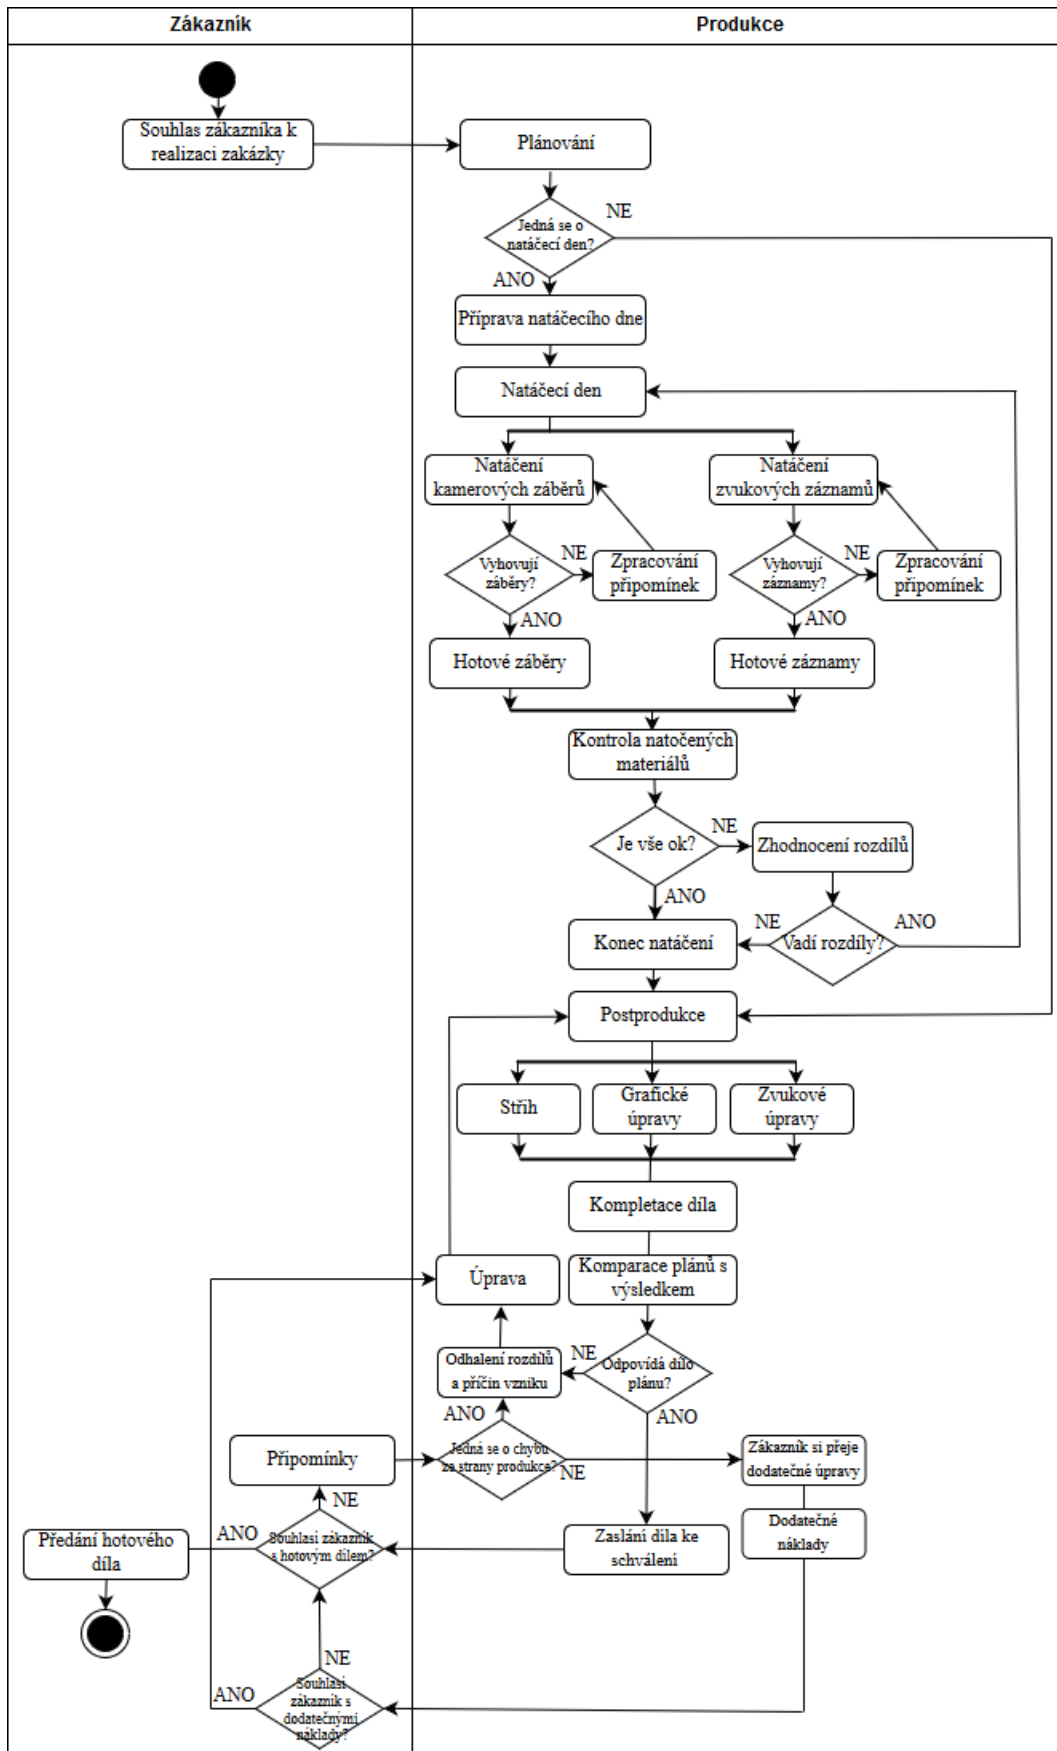 Zákazník
Produkce
Souhlas zákazníka k
realizaci zakázky
Plánování
Jedná se o
natáčecí den?
NE
ANO
Příprava natáčecího dne
Natáčecí den
Natáčení
kamerových záběrů
Natáčení
zvukových záznamů
Vyhovují
záběry?
NE
Zpracování
připomínek
Vyhovují
záznamy?
NE
Zpracování
připomínek
ANO
ANO
Hotové záběry
Hotové záznamy
Kontrola natočených
materiálů
Je vše ok?
NE
Zhodnocení rozdílů
ANO
Konec natáčení
NE
Vadí rozdíly?
ANO
Postprodukce
Střih
Grafické
úpravy
Zvukové
úpravy
Kompletace díla
Úprava
Komparace plánů s
výsledkem
Odhalení rozdílů
a příčin vzniku
NE
Odpovídá dílo
plánu?
ANO
ANO
Připomínky
Jedná se o chybu
ze strany produkce?
NE
Zákazník si přeje
dodatečné úpravy
NE
Dodatečné
náklady
Předání hotového
díla
ANO
Souhlasi zákazník
s hotovým dílem?
Zaslání díla ke
schválení
NE
ANO
Souhlasi
zákazník s
dodatečnými
náklady?